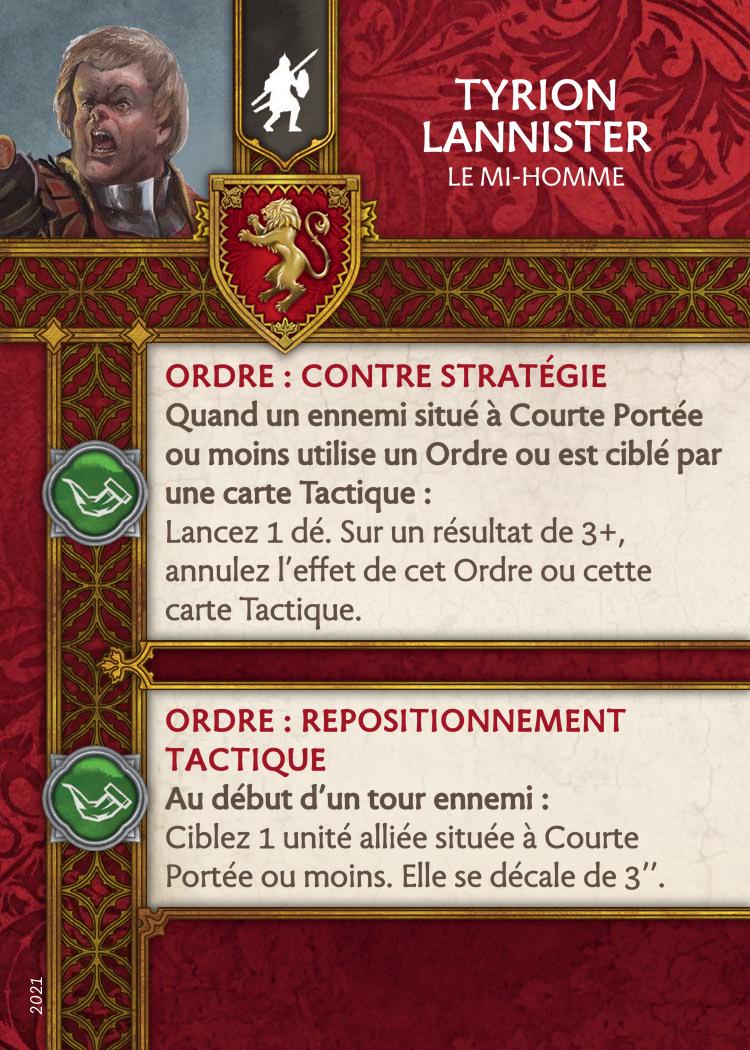 TYRION
LANNISTER
LE MI-HOMME
ORDRE : CONTRE STRATÉGIE
Quand un ennemi situé à Courte Portée
ou moins utilise un Ordre ou est ciblé par
une carte Tactique :
Lancez 1 dé. Sur un résultat de 3+,
annulez l'effet de cet Ordre ou cette
carte Tactique.
ORDRE : REPOSITIONNEMENT
TACTIQUE
Au début d'un tour ennemi :
Ciblez 1 unité alliée située à Courte
Portée ou moins. Elle se décale de 3’’.
2021